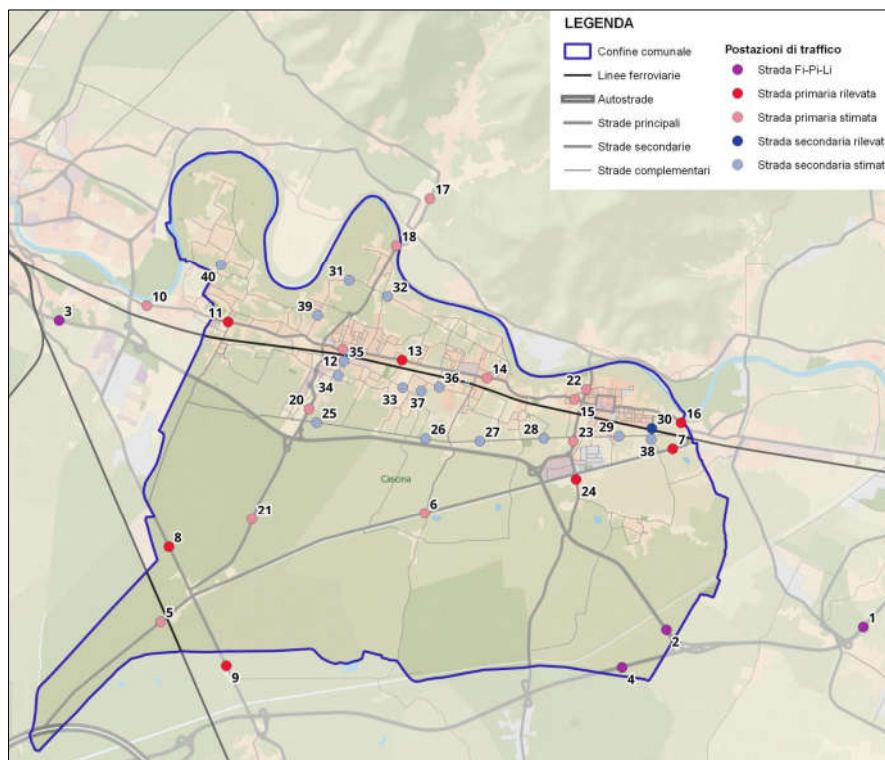 LEGENDA
Confine comunale
Linee ferroviarie
Autostrade
Strade principali
Strade secondarie
Strade complementari
Postazioni di traffico
Strada Fi-Pi-Li
Strada primaria rilevata
Strada primaria stimata
Strada secondaria rilevat
Strada secondaria stimat
17
18
40
31
32
3
10
11
39
35
13
12
14
34
36
22
33
37
15
20
25
30
16
26
27
28
29
23
7
38
24
Cascina
6
21
8
5
1
2
9
4